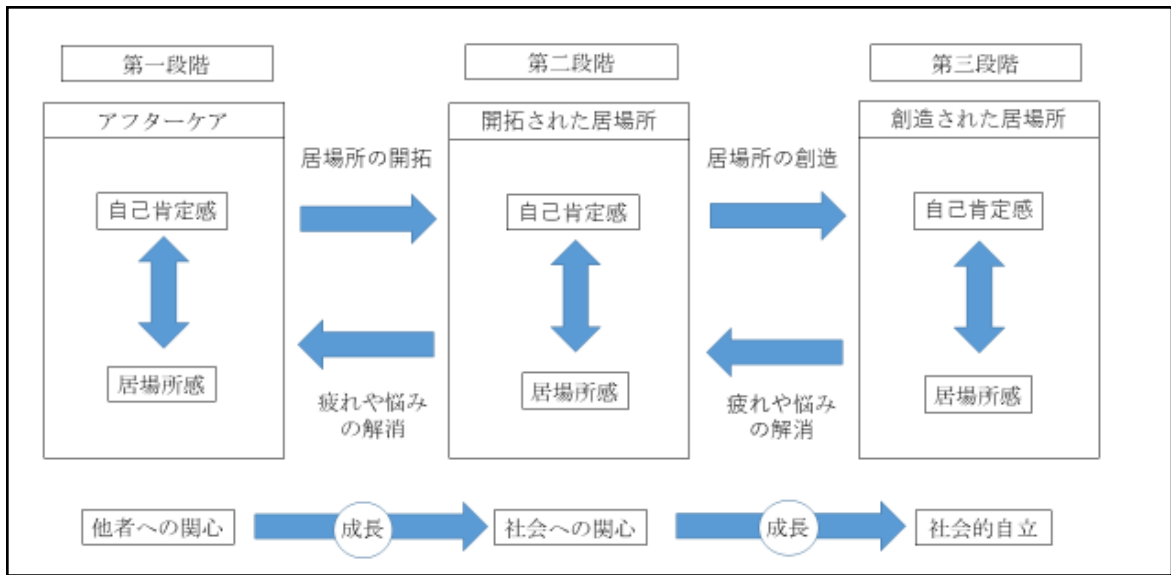 第一段階
第二段階
第三段階
アフターケア
開拓された居場所
創造された居場所
居場所の開拓
居場所の創造
自己肯定感
自己肯定感
自己肯定感
居場所感
居場所感
居場所感
疲れや悩み
の解消
疲れや悩み
の解消
他者への関心
成長
社会への関心
成長
社会的自立